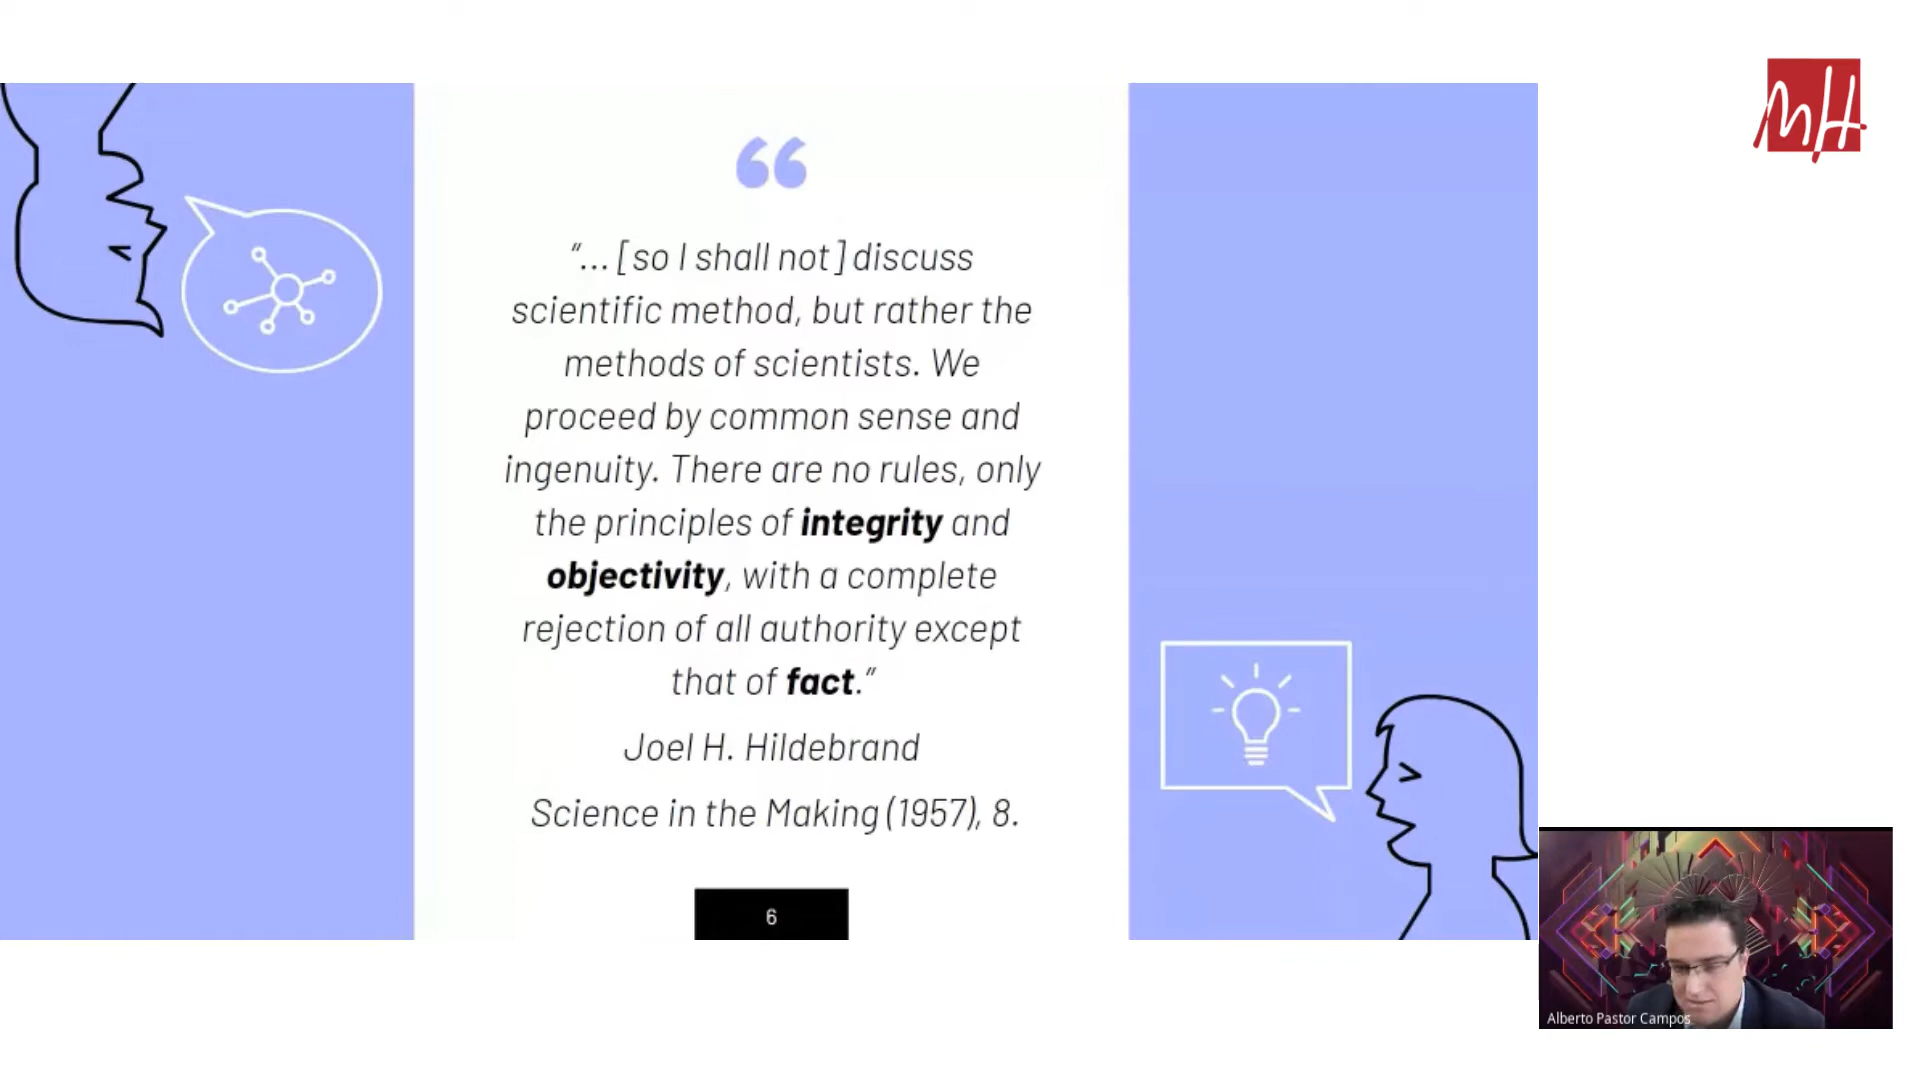 “
“... [so I shall not] discuss
scientific method, but rather the
methods of scientists. We
proceed by common sense and
ingenuity. There are no rules, only
the principles of integrity and
objectivity, with a complete
rejection of all authority except
that of fact.”
Joel H. Hildebrand
Science in the Making (1957), 8.
6
MH
Alberto Pastor Campos